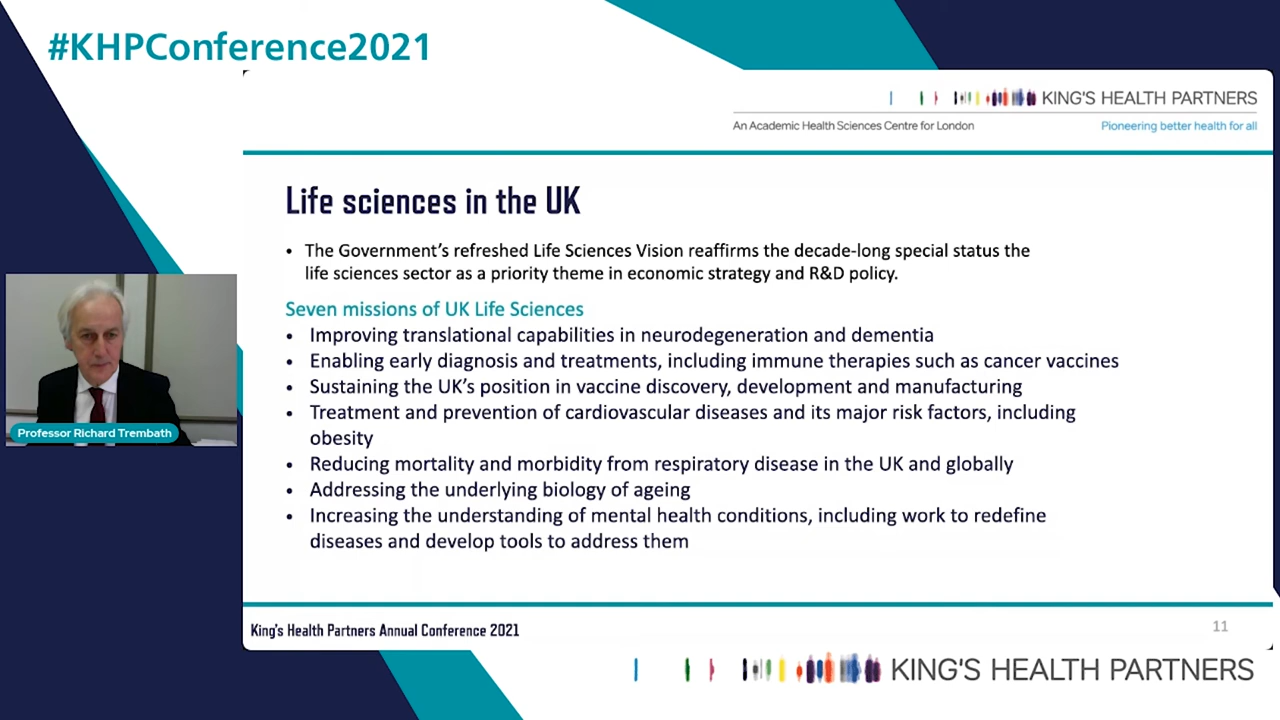 #KHPConference2021
KING'S HEALTH PARTNERS
An Academic Health Sciences Centre for London
Pioneering better health for all
Life sciences in the UK
• The Government's refreshed Life Sciences Vision reaffirms the decade-long special status the
life sciences sector as a priority theme in economic strategy and R&D policy.
Seven missions of UK Life Sciences
• Improving translational capabilities in neurodegeneration and dementia
• Enabling early diagnosis and treatments, including immune therapies such as cancer vaccines
• Sustaining the UK's position in vaccine discovery, development and manufacturing
• Treatment and prevention of cardiovascular diseases and its major risk factors, including
obesity
• Reducing mortality and morbidity from respiratory disease in the UK and globally
• Addressing the underlying biology of ageing
• Increasing the understanding of mental health conditions, including work to redefine
diseases and develop tools to address them
Professor Richard Trembath
King's Health Partners Annual Conference 2021
11
KING'S HEALTH PARTNERS